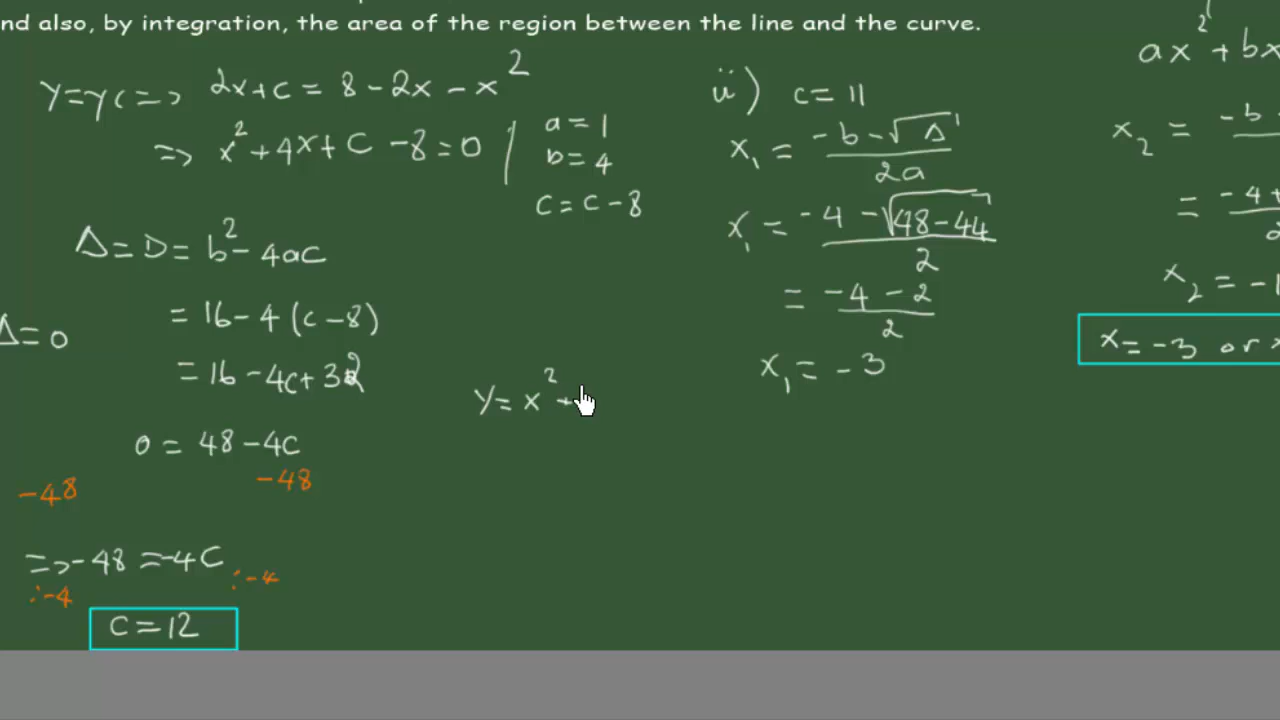 nd also, by integration, the area of the region between the line and the curve.
y=yc=> 2x+c = 8 - 2x - x²
=> x² + 4x + c - 8 = 0
a = 1
b = 4
c = c - 8
Δ = D = b² - 4ac
= 16 - 4 (c - 8)
Δ = 0
= 16 - 4c + 32
0 = 48 - 4c
-48 -48
=> -48 = -4c
÷-4 ÷-4
c = 12
y = x² +
ii) c = 11
x₁ = (-b - √Δ)/2a
x₁ = (-4 - √(48-44))/2
= (-4 - 2)/2
x₁ = -3
ax² + bx
x₂ = -b
= -4+
x₂ = -1
x = -3 or x